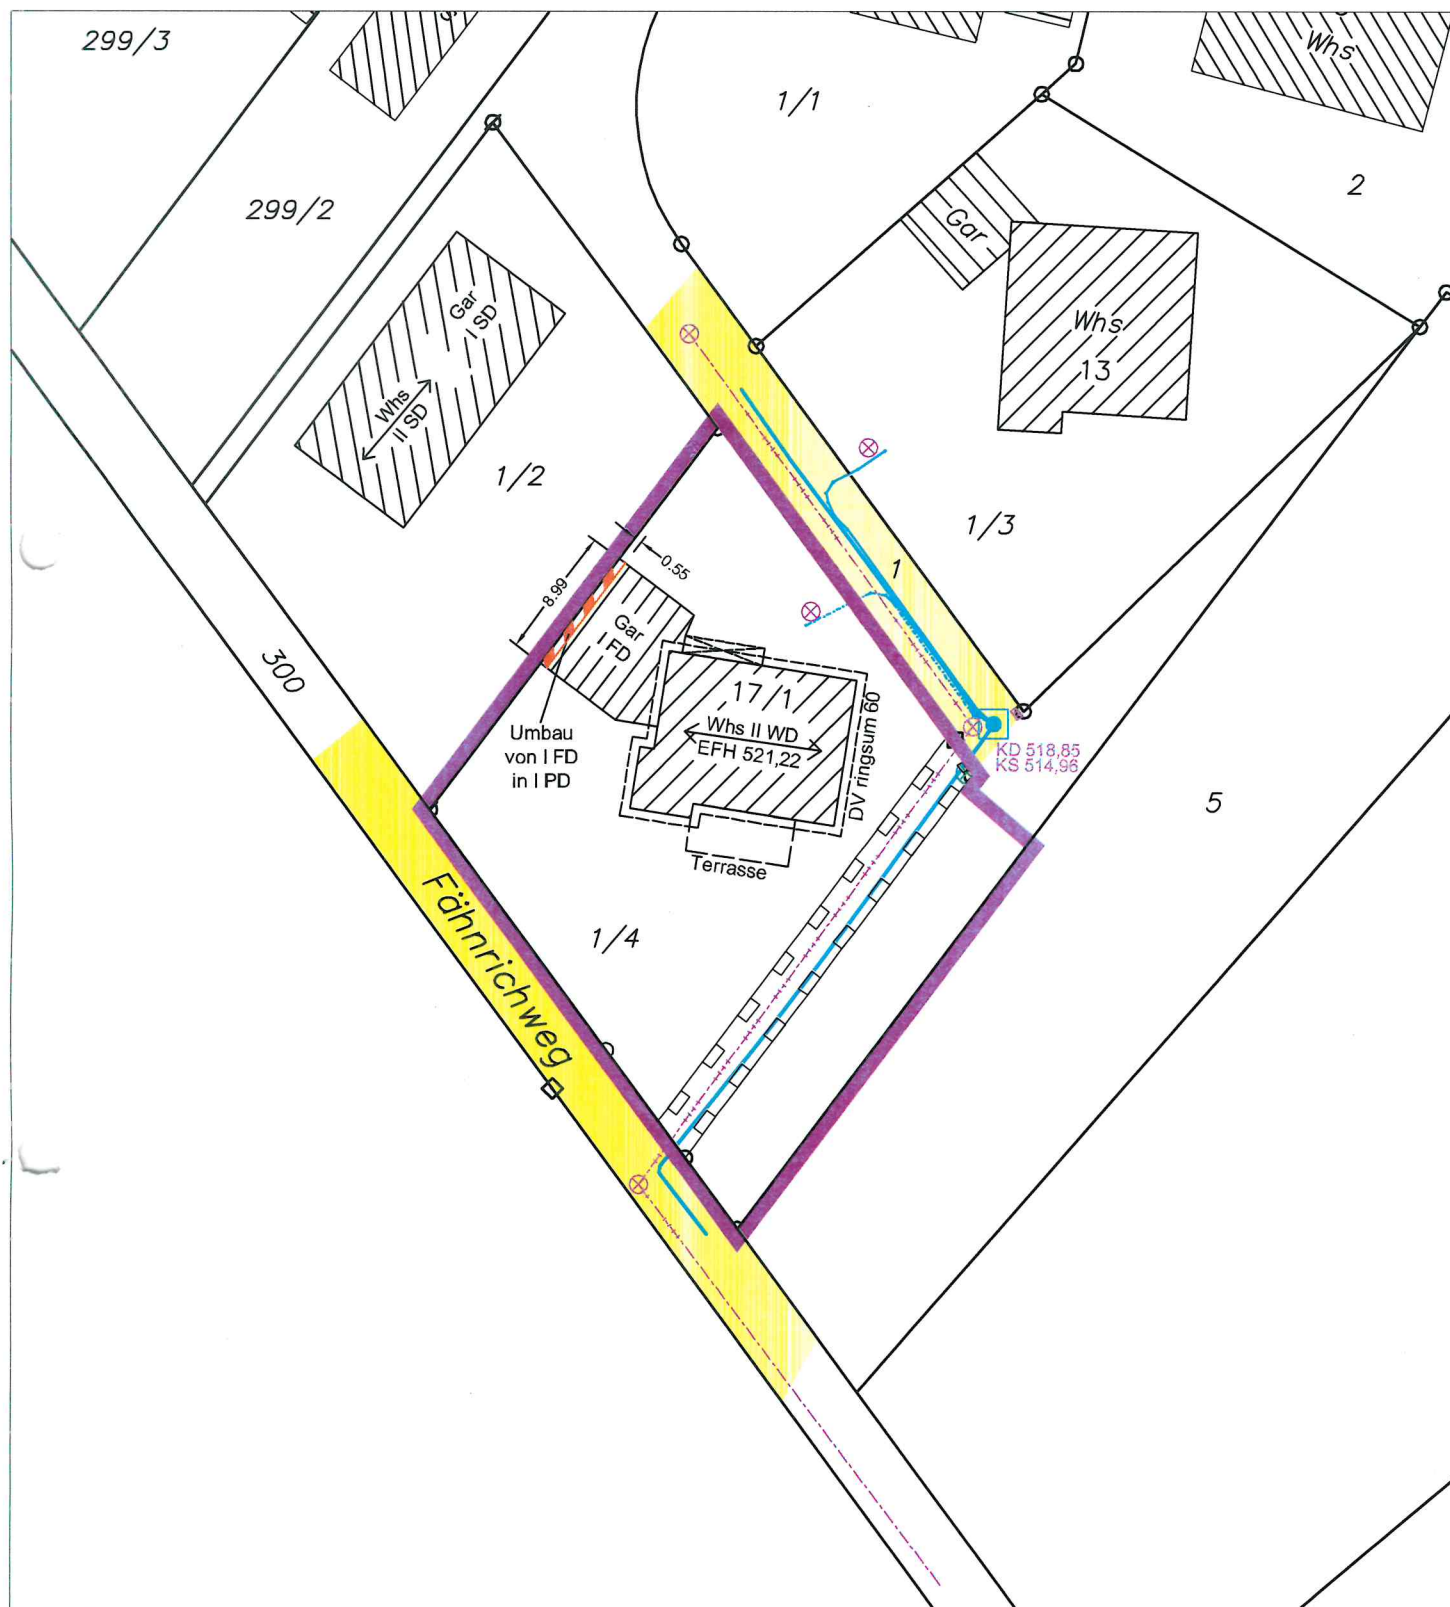 299/3
1/1
Whs
299/2
2
Gar
Gar
I SD
Whs
13
Whs
II SD
1/2
1/3
1
0.55
8.99
Gar
I FD
300
17/1
Whs II WD
EFH 521,22
DV ringsum 60
Umbau
von I FD
in I PD
KD 518,85
KS 514,96
5
Terrasse
Fähnrichweg
1/4